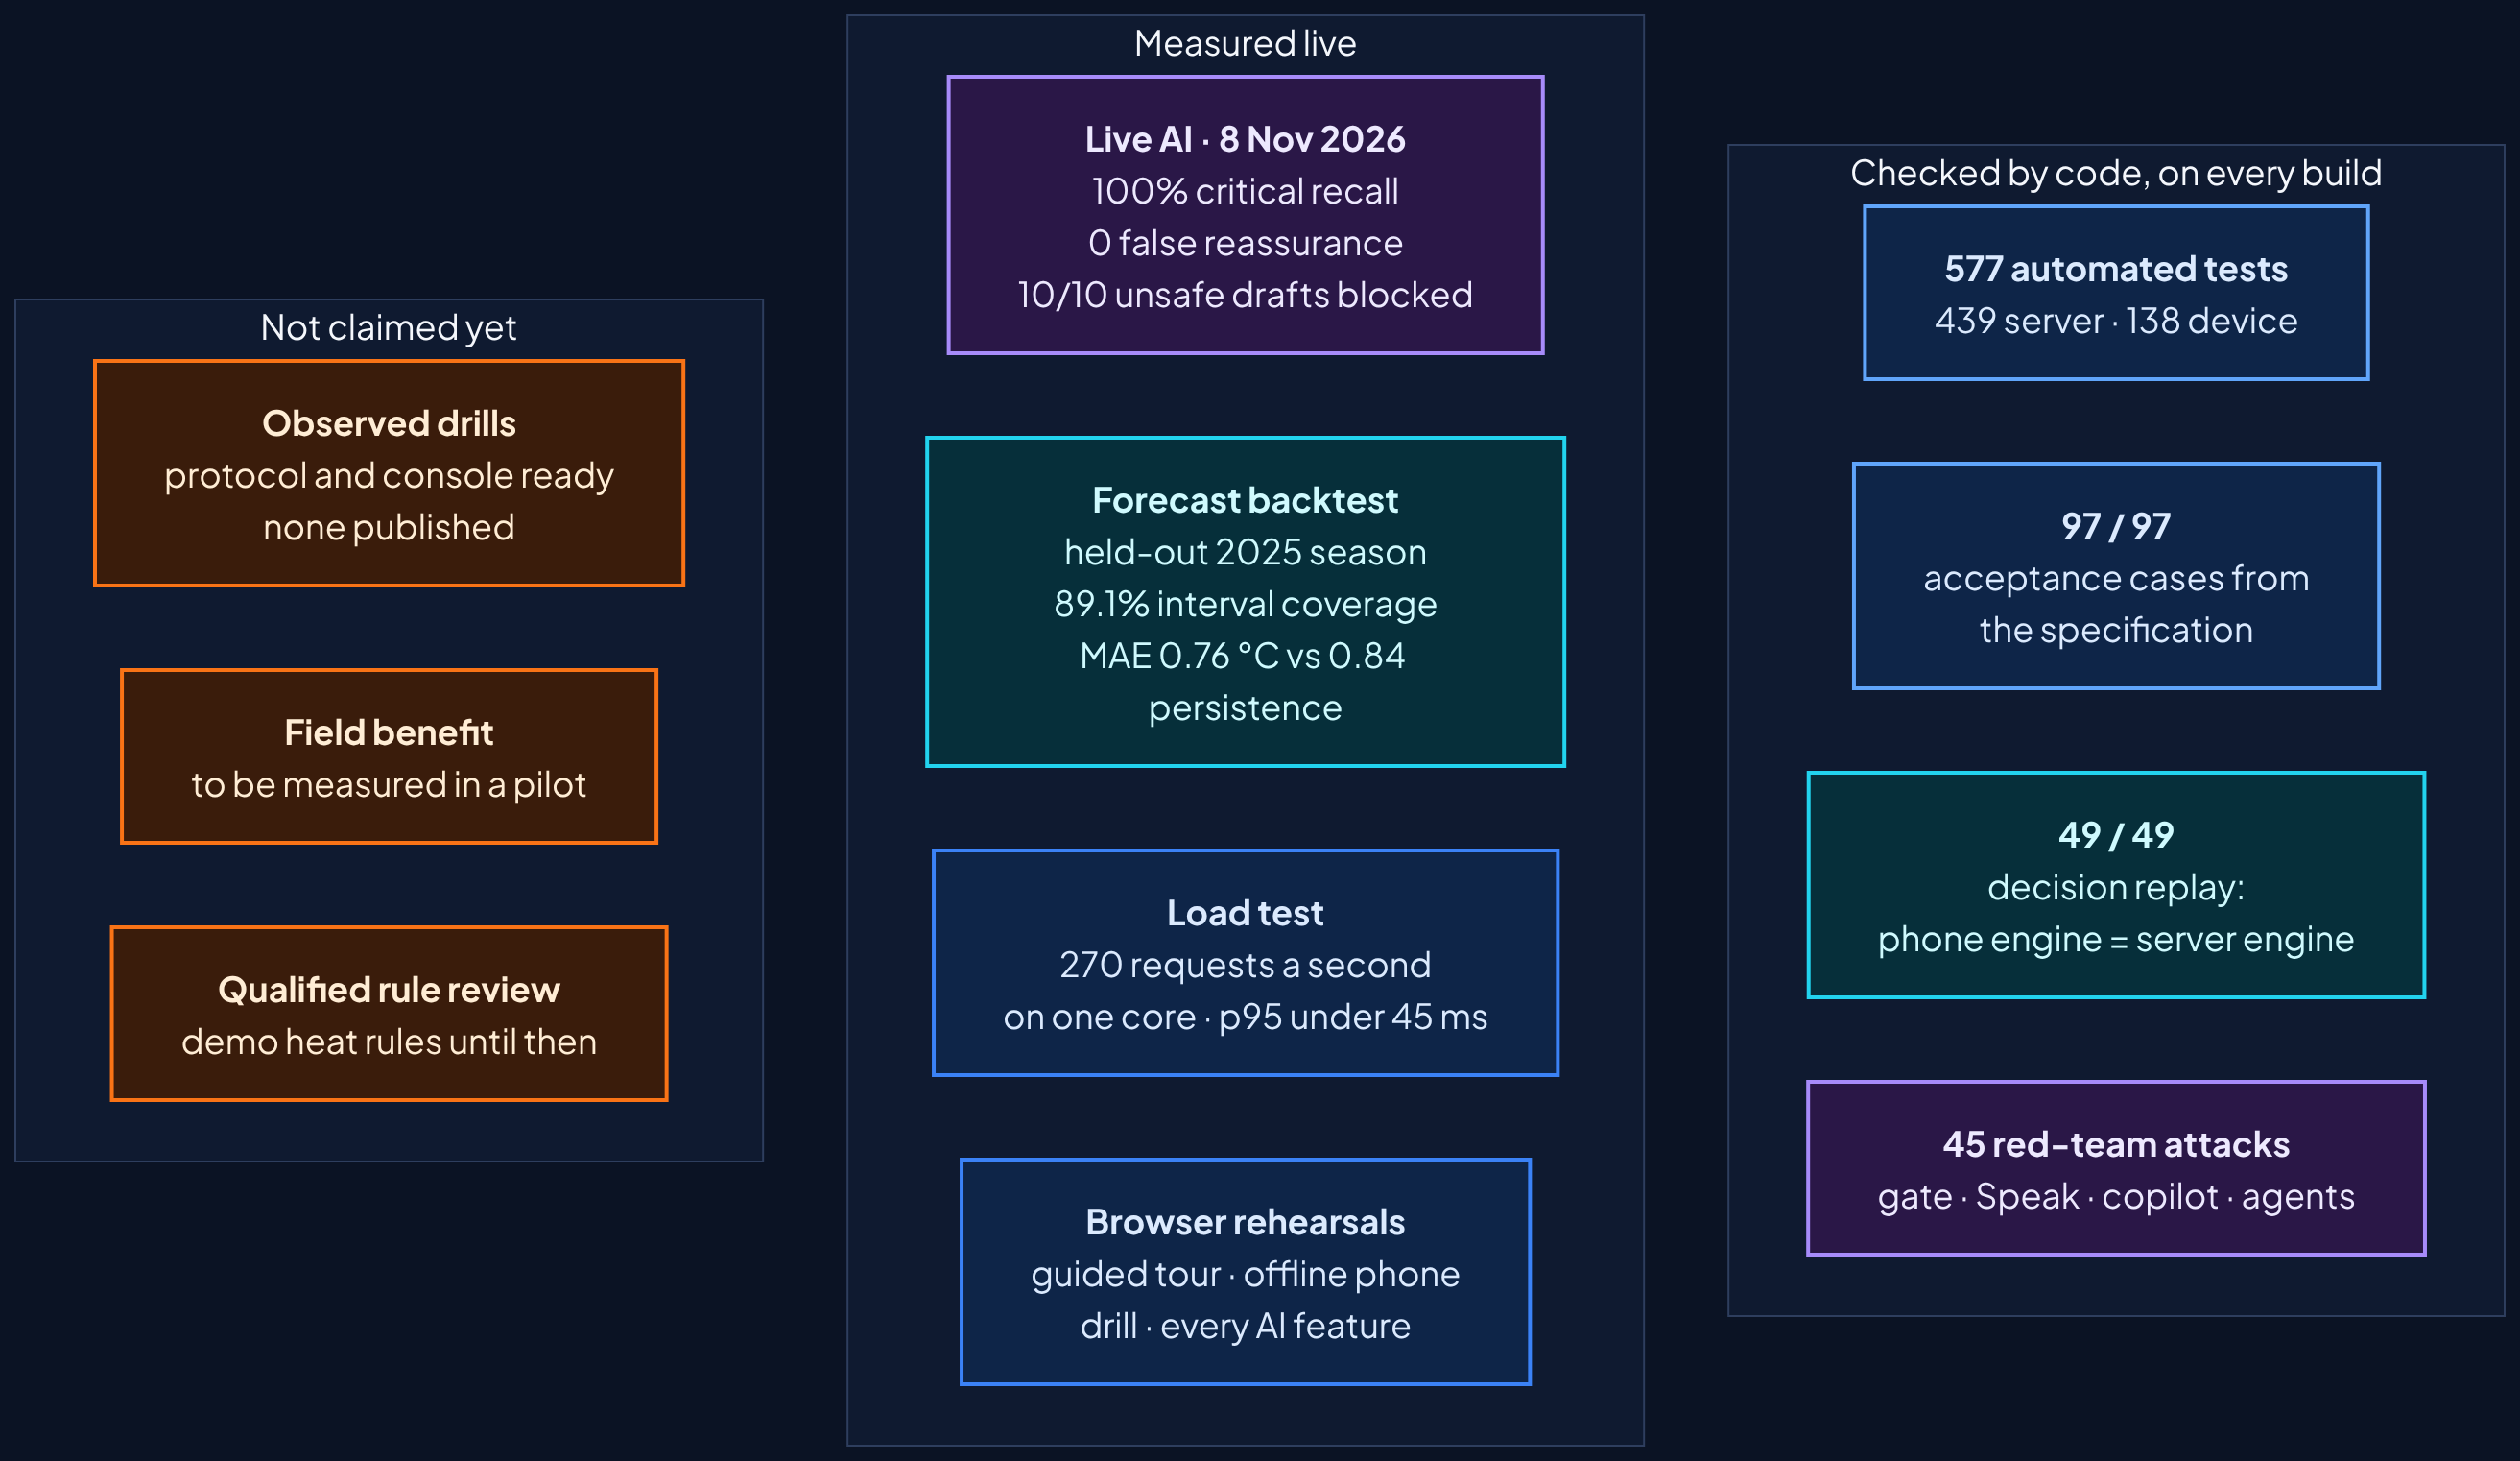 Not claimed yet
Observed drills
protocol and console ready
none published
Field benefit
to be measured in a pilot
Qualified rule review
demo heat rules until then
Measured live
Live AI · 8 Nov 2026
100% critical recall
0 false reassurance
10/10 unsafe drafts blocked
Forecast backtest
held-out 2025 season
89.1% interval coverage
MAE 0.76 °C vs 0.84
persistence
Load test
270 requests a second
on one core · p95 under 45 ms
Browser rehearsals
guided tour · offline phone
drill · every AI feature
Checked by code, on every build
577 automated tests
439 server · 138 device
97 / 97
acceptance cases from
the specification
49 / 49
decision replay:
phone engine = server engine
45 red-team attacks
gate · Speak · copilot · agents